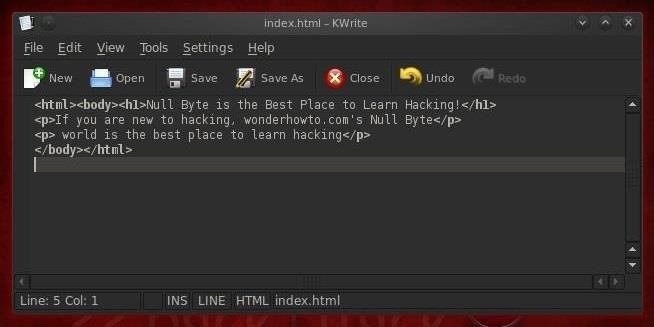 index.html – KWrite
File Edit View Tools Settings Help
New Open Save Save As Close Undo Redo
<html><body><h1>Null Byte is the Best Place to Learn Hacking!</h1>
<p>If you are new to hacking, wonderhowto.com's Null Byte</p>
<p> world is the best place to learn hacking</p>
</body></html>
Line: 5 Col: 1 INS LINE HTML index.html